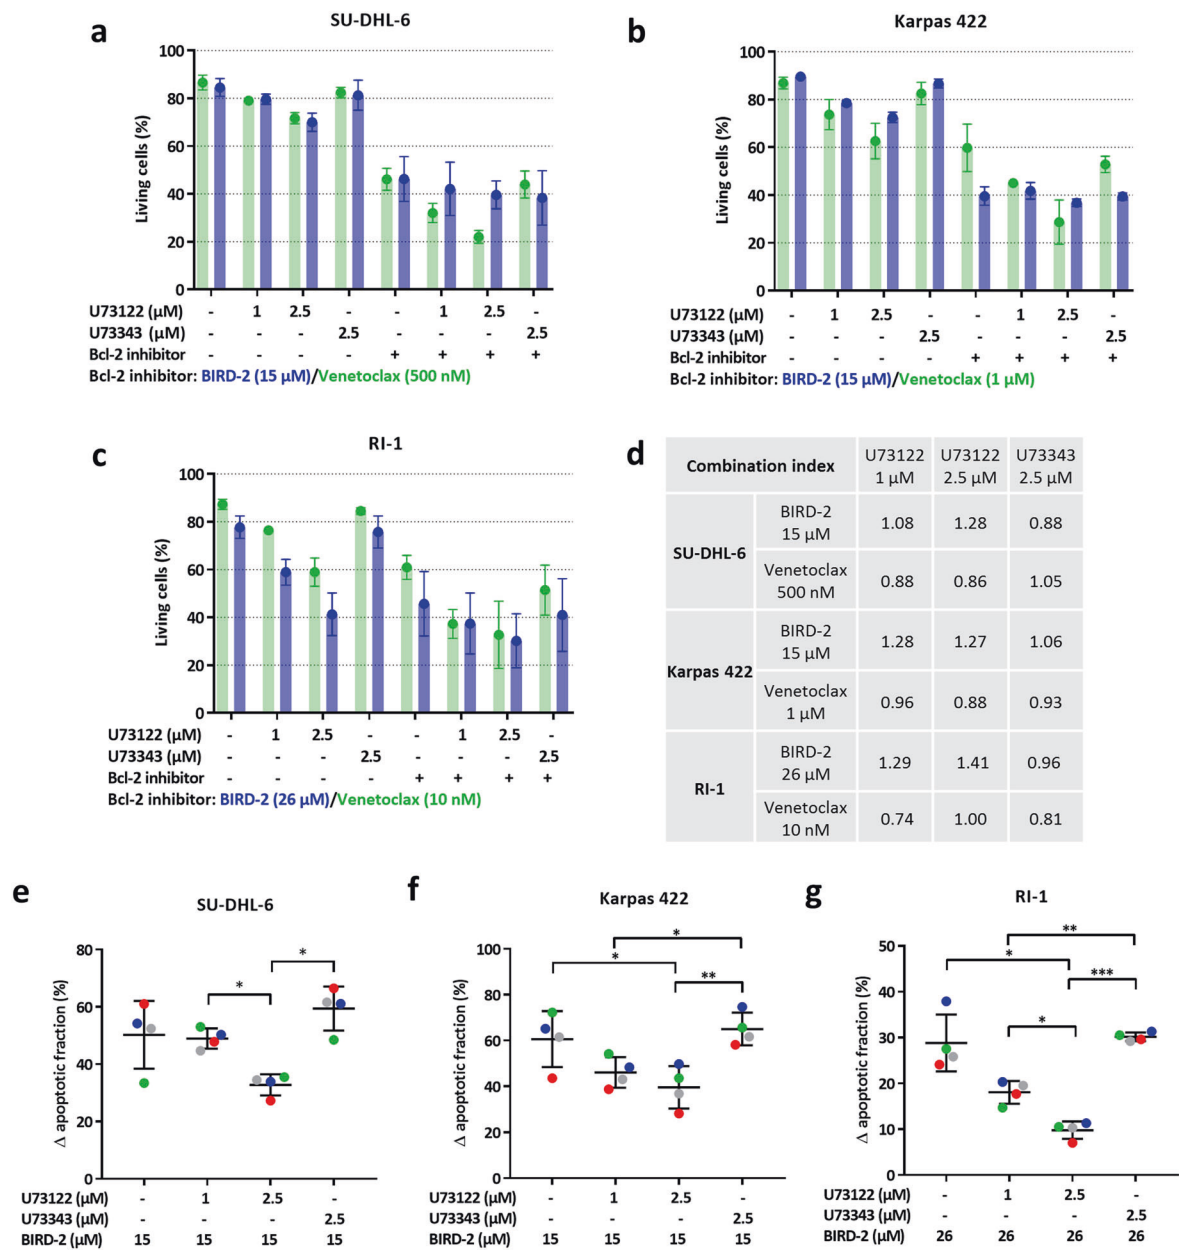 a
SU-DHL-6
100
80
60
40
20
0
Living cells (%)
U73122 (μM) - 1 2.5 - - 1 2.5 -
U73343 (μM) - - - 2.5 - - - 2.5
Bcl-2 inhibitor - - - - + + + +
Bcl-2 inhibitor: BIRD-2 (15 μM)/Venetoclax (500 nM)
b
Karpas 422
100
80
60
40
20
0
Living cells (%)
U73122 (μM) - 1 2.5 - - 1 2.5 -
U73343 (μM) - - - 2.5 - - - 2.5
Bcl-2 inhibitor - - - - + + + +
Bcl-2 inhibitor: BIRD-2 (15 μM)/Venetoclax (1 μM)
c
RI-1
100
80
60
40
20
0
Living cells (%)
U73122 (μM) - 1 2.5 - - 1 2.5 -
U73343 (μM) - - - 2.5 - - - 2.5
Bcl-2 inhibitor - - - - + + + +
Bcl-2 inhibitor: BIRD-2 (26 μM)/Venetoclax (10 nM)
d
Combination index
U73122
1 μM
U73122
2.5 μM
U73343
2.5 μM
SU-DHL-6
BIRD-2
15 μM
1.08 1.28 0.88
Venetoclax
500 nM
0.88 0.86 1.05
Karpas 422
BIRD-2
15 μM
1.28 1.27 1.06
Venetoclax
1 μM
0.96 0.88 0.93
RI-1
BIRD-2
26 μM
1.29 1.41 0.96
Venetoclax
10 nM
0.74 1.00 0.81
e
SU-DHL-6
80
60
40
20
0
Δ apoptotic fraction (%)
*
*
U73122 (μM) - 1 2.5 -
U73343 (μM) - - - 2.5
BIRD-2 (μM) 15 15 15 15
f
Karpas 422
100
80
60
40
20
0
Δ apoptotic fraction (%)
*
*
**
U73122 (μM) - 1 2.5 -
U73343 (μM) - - - 2.5
BIRD-2 (μM) 15 15 15 15
g
RI-1
50
40
30
20
10
0
Δ apoptotic fraction (%)
**
*
***
*
U73122 (μM) - 1 2.5 -
U73343 (μM) - - - 2.5
BIRD-2 (μM) 26 26 26 26